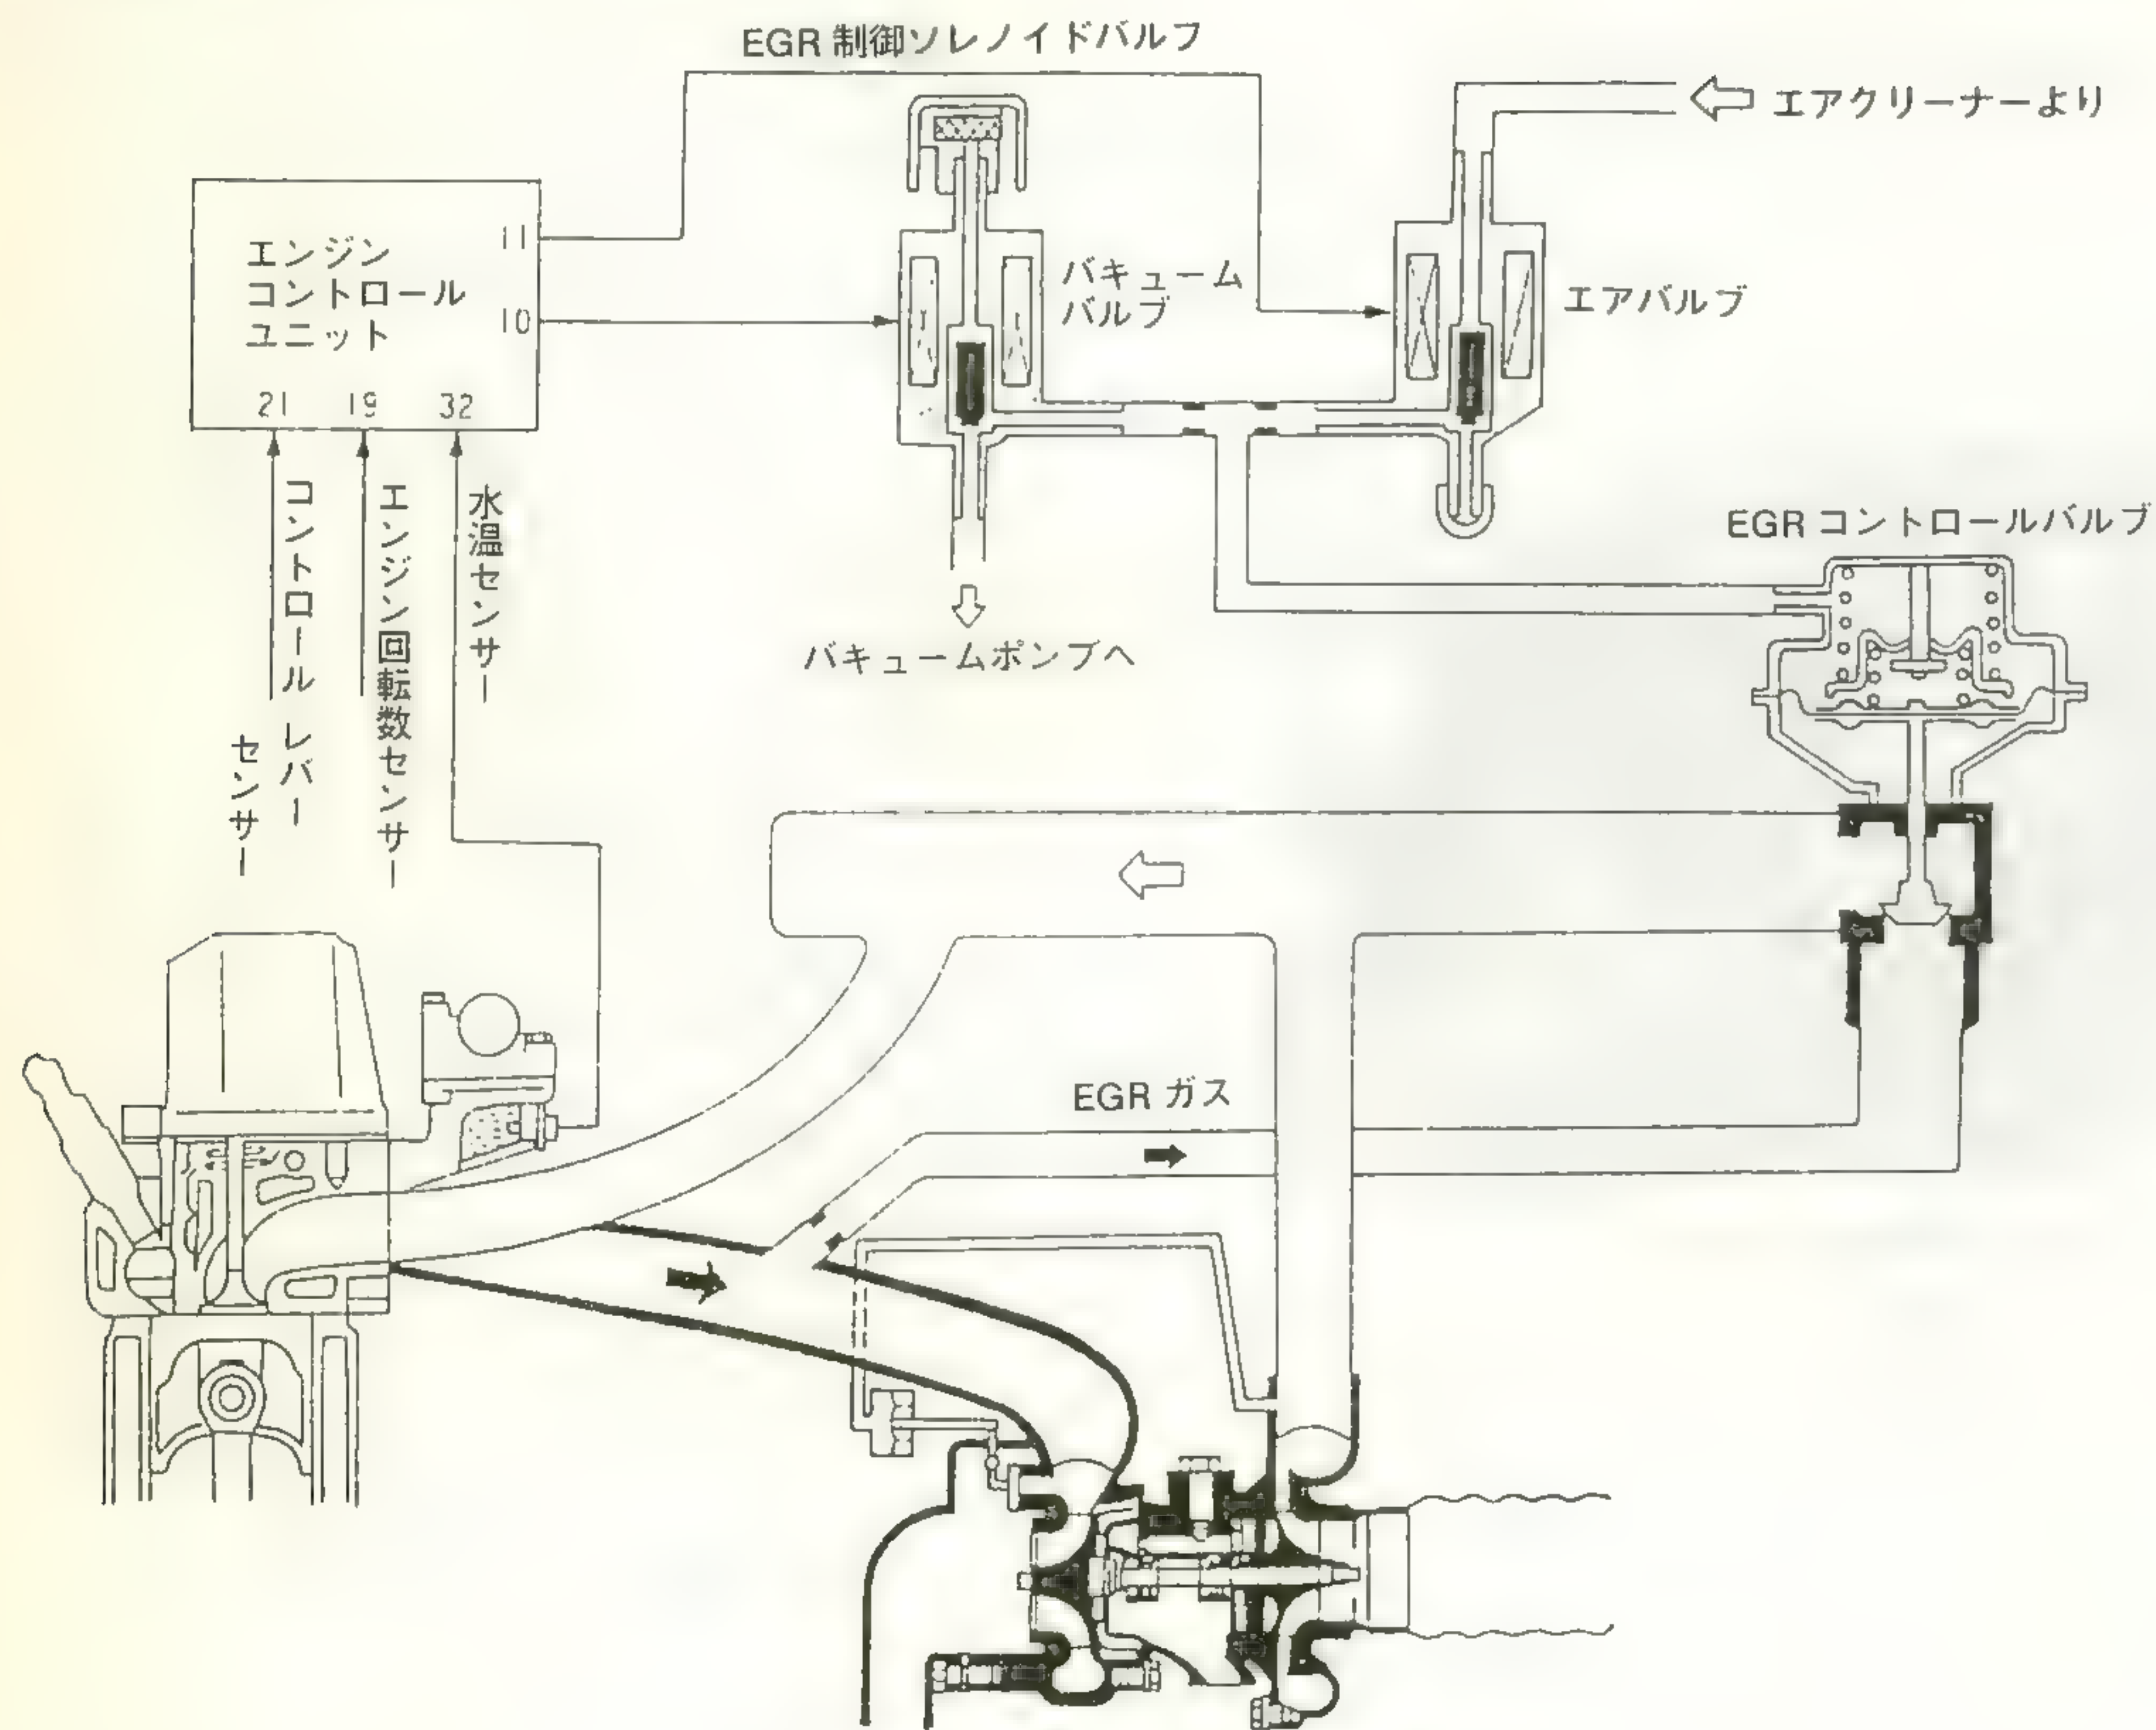 EGR 制御ソレノイドバルブ
エアクリーナーより
エンジン
コントロール
ユニット
11
10
21 19 32
バキューム
バルブ
エアバルブ
コントロール レバー
センサー
エンジン回転数センサー
水温センサー
バキュームポンプへ
EGR コントロールバルブ
EGR ガス